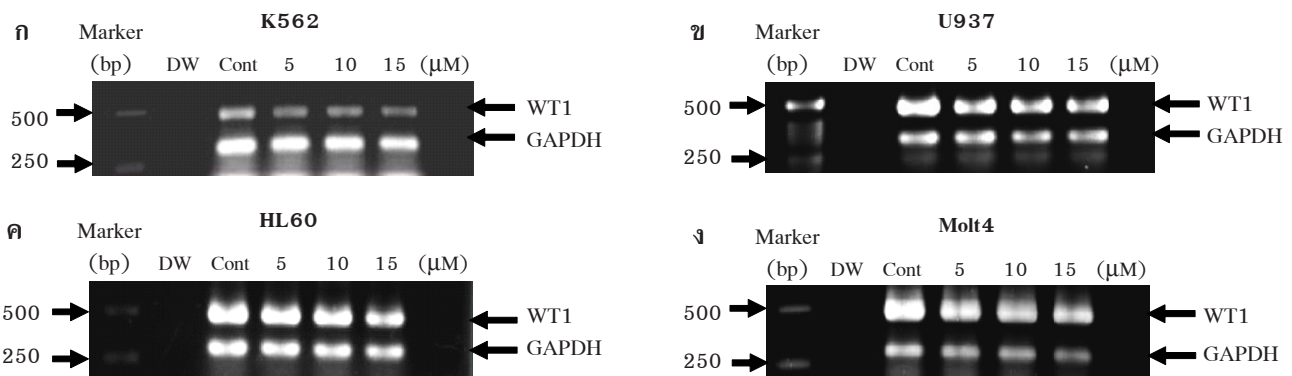 ก Marker K562
(bp) DW Cont 5 10 15 (μM)
500 WT1
GAPDH
250
ข Marker U937
(bp) DW Cont 5 10 15 (μM)
500 WT1
GAPDH
250
ค Marker HL60
(bp) DW Cont 5 10 15 (μM)
500 WT1
250 GAPDH
ง Marker Molt4
(bp) DW Cont 5 10 15 (μM)
500 WT1
250 GAPDH